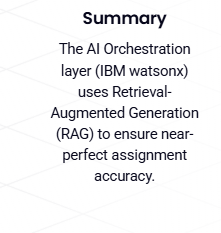 Summary
The AI Orchestration
layer (IBM watsonx)
uses Retrieval-
Augmented Generation
(RAG) to ensure near-
perfect assignment
accuracy.